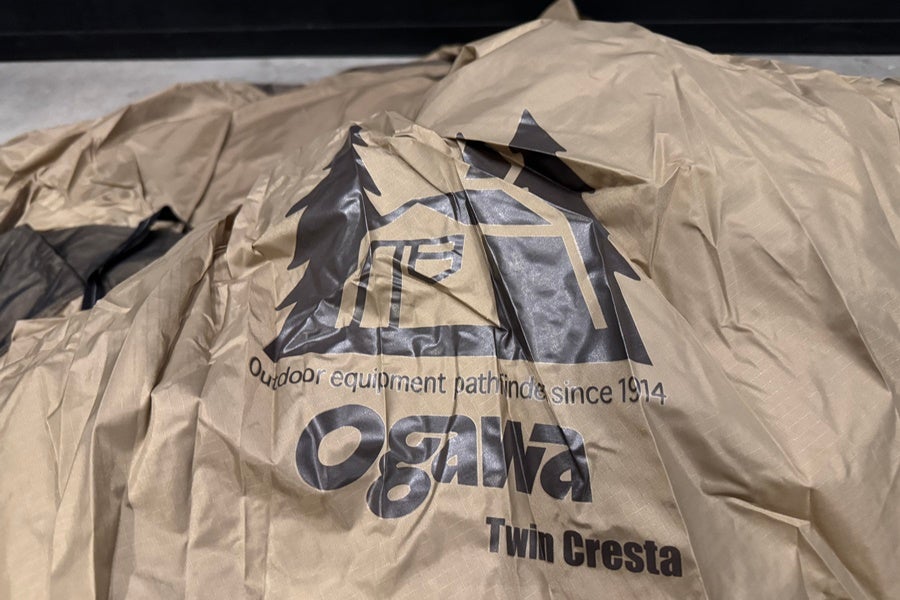 Outdoor equipment pathfinder since 1914
ogawa
Twin Cresta